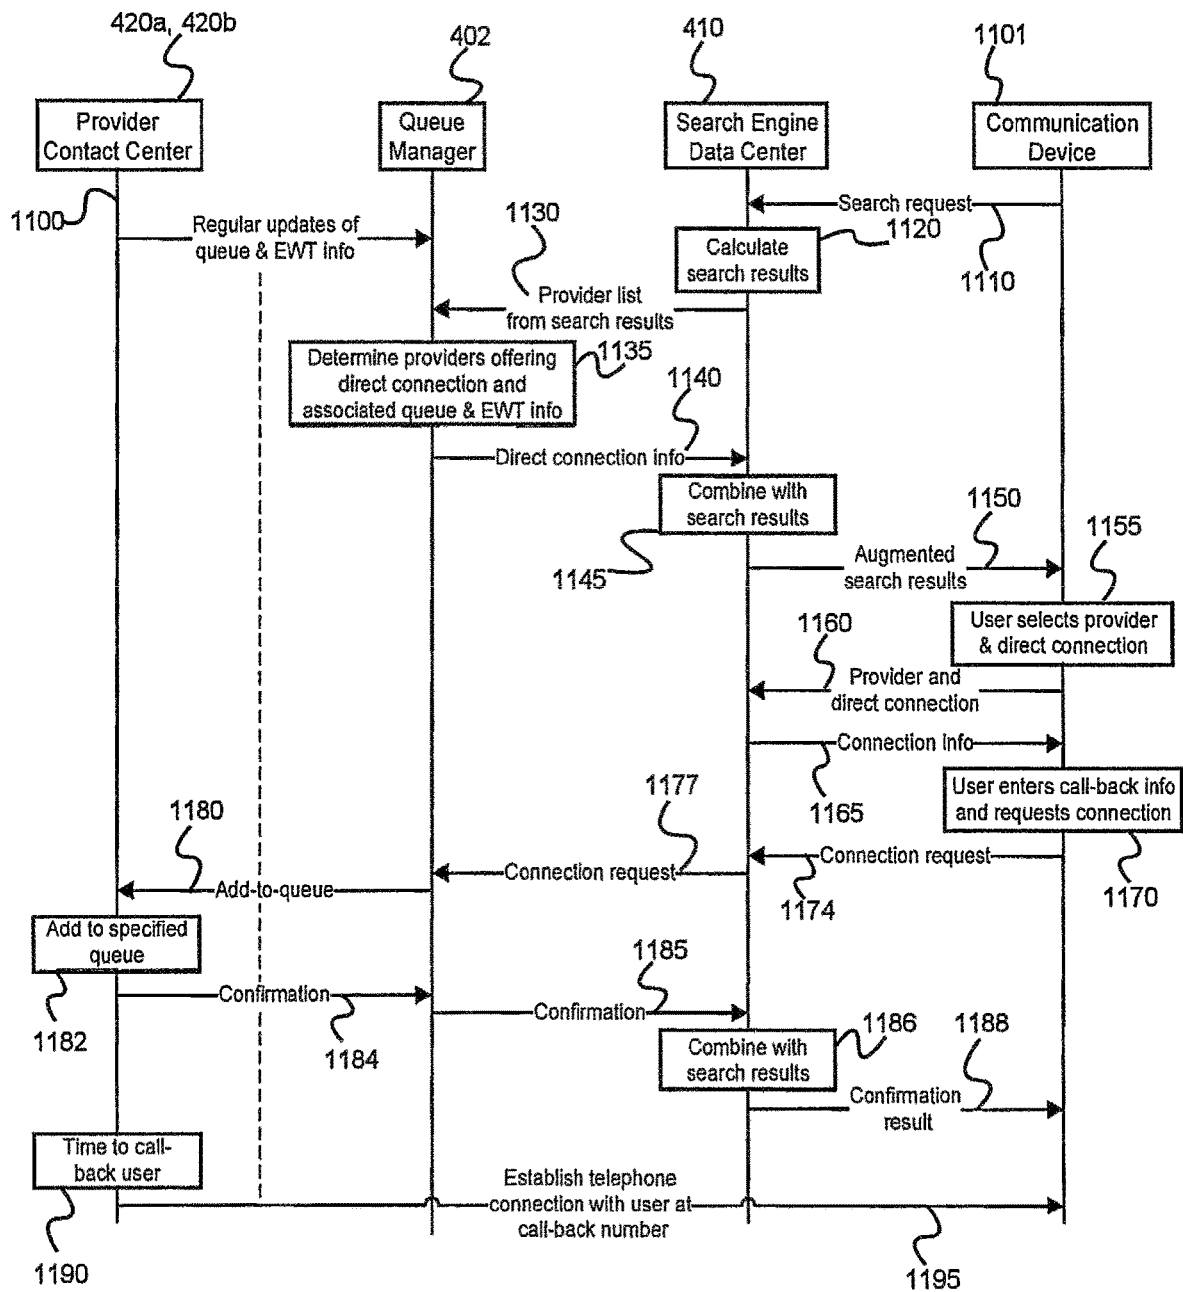 420a, 420b
402
410
1101
Provider
Contact Center
Queue
Manager
Search Engine
Data Center
Communication
Device
1100
Regular updates of
queue & EWT info
1130
Search request
1120
1110
Calculate
search results
Provider list
from search results
Determine providers offering
direct connection and
associated queue & EWT info
1135
1140
Direct connection info
Combine with
search results
1145
1150
Augmented
search results
1155
User selects provider
& direct connection
1160
Provider and
direct connection
Connection info
1165
User enters call-back info
and requests connection
1170
1177
Connection request
1174
Connection request
1180
Add-to-queue
Add to specified
queue
1182
Confirmation
1184
1185
Confirmation
Combine with
search results
1186
1188
Confirmation
result
Time to call-
back user
1190
Establish telephone
connection with user at
call-back number
1195